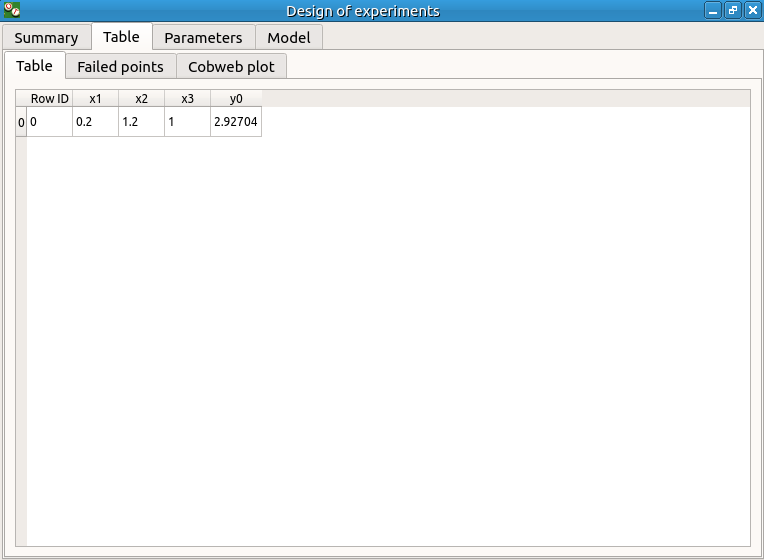 Design of experiments
Summary Table Parameters Model
Table Failed points Cobweb plot
Row ID x1 x2 x3 y0
0 0 0.2 1.2 1 2.92704